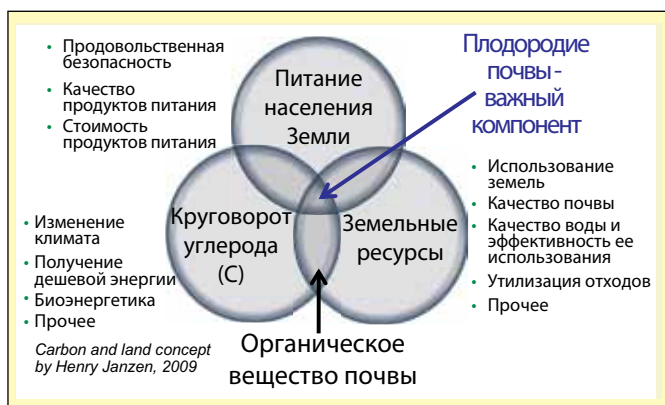 • Продовольственная
безопасность
• Качество
продуктов питания
• Стоимость
продуктов питания
Питание
населения
Земли
Плодородие
почвы -
важный
компонент
• Использование
земель
• Качество почвы
• Качество воды и
эффективность ее
использования
• Утилизация отходов
• Прочее
Круговорот
углерода
(С)
Земельные
ресурсы
• Изменение
климата
• Получение
дешевой энергии
• Биоэнергетика
• Прочее
Carbon and land concept
by Henry Janzen, 2009
Органическое
вещество почвы